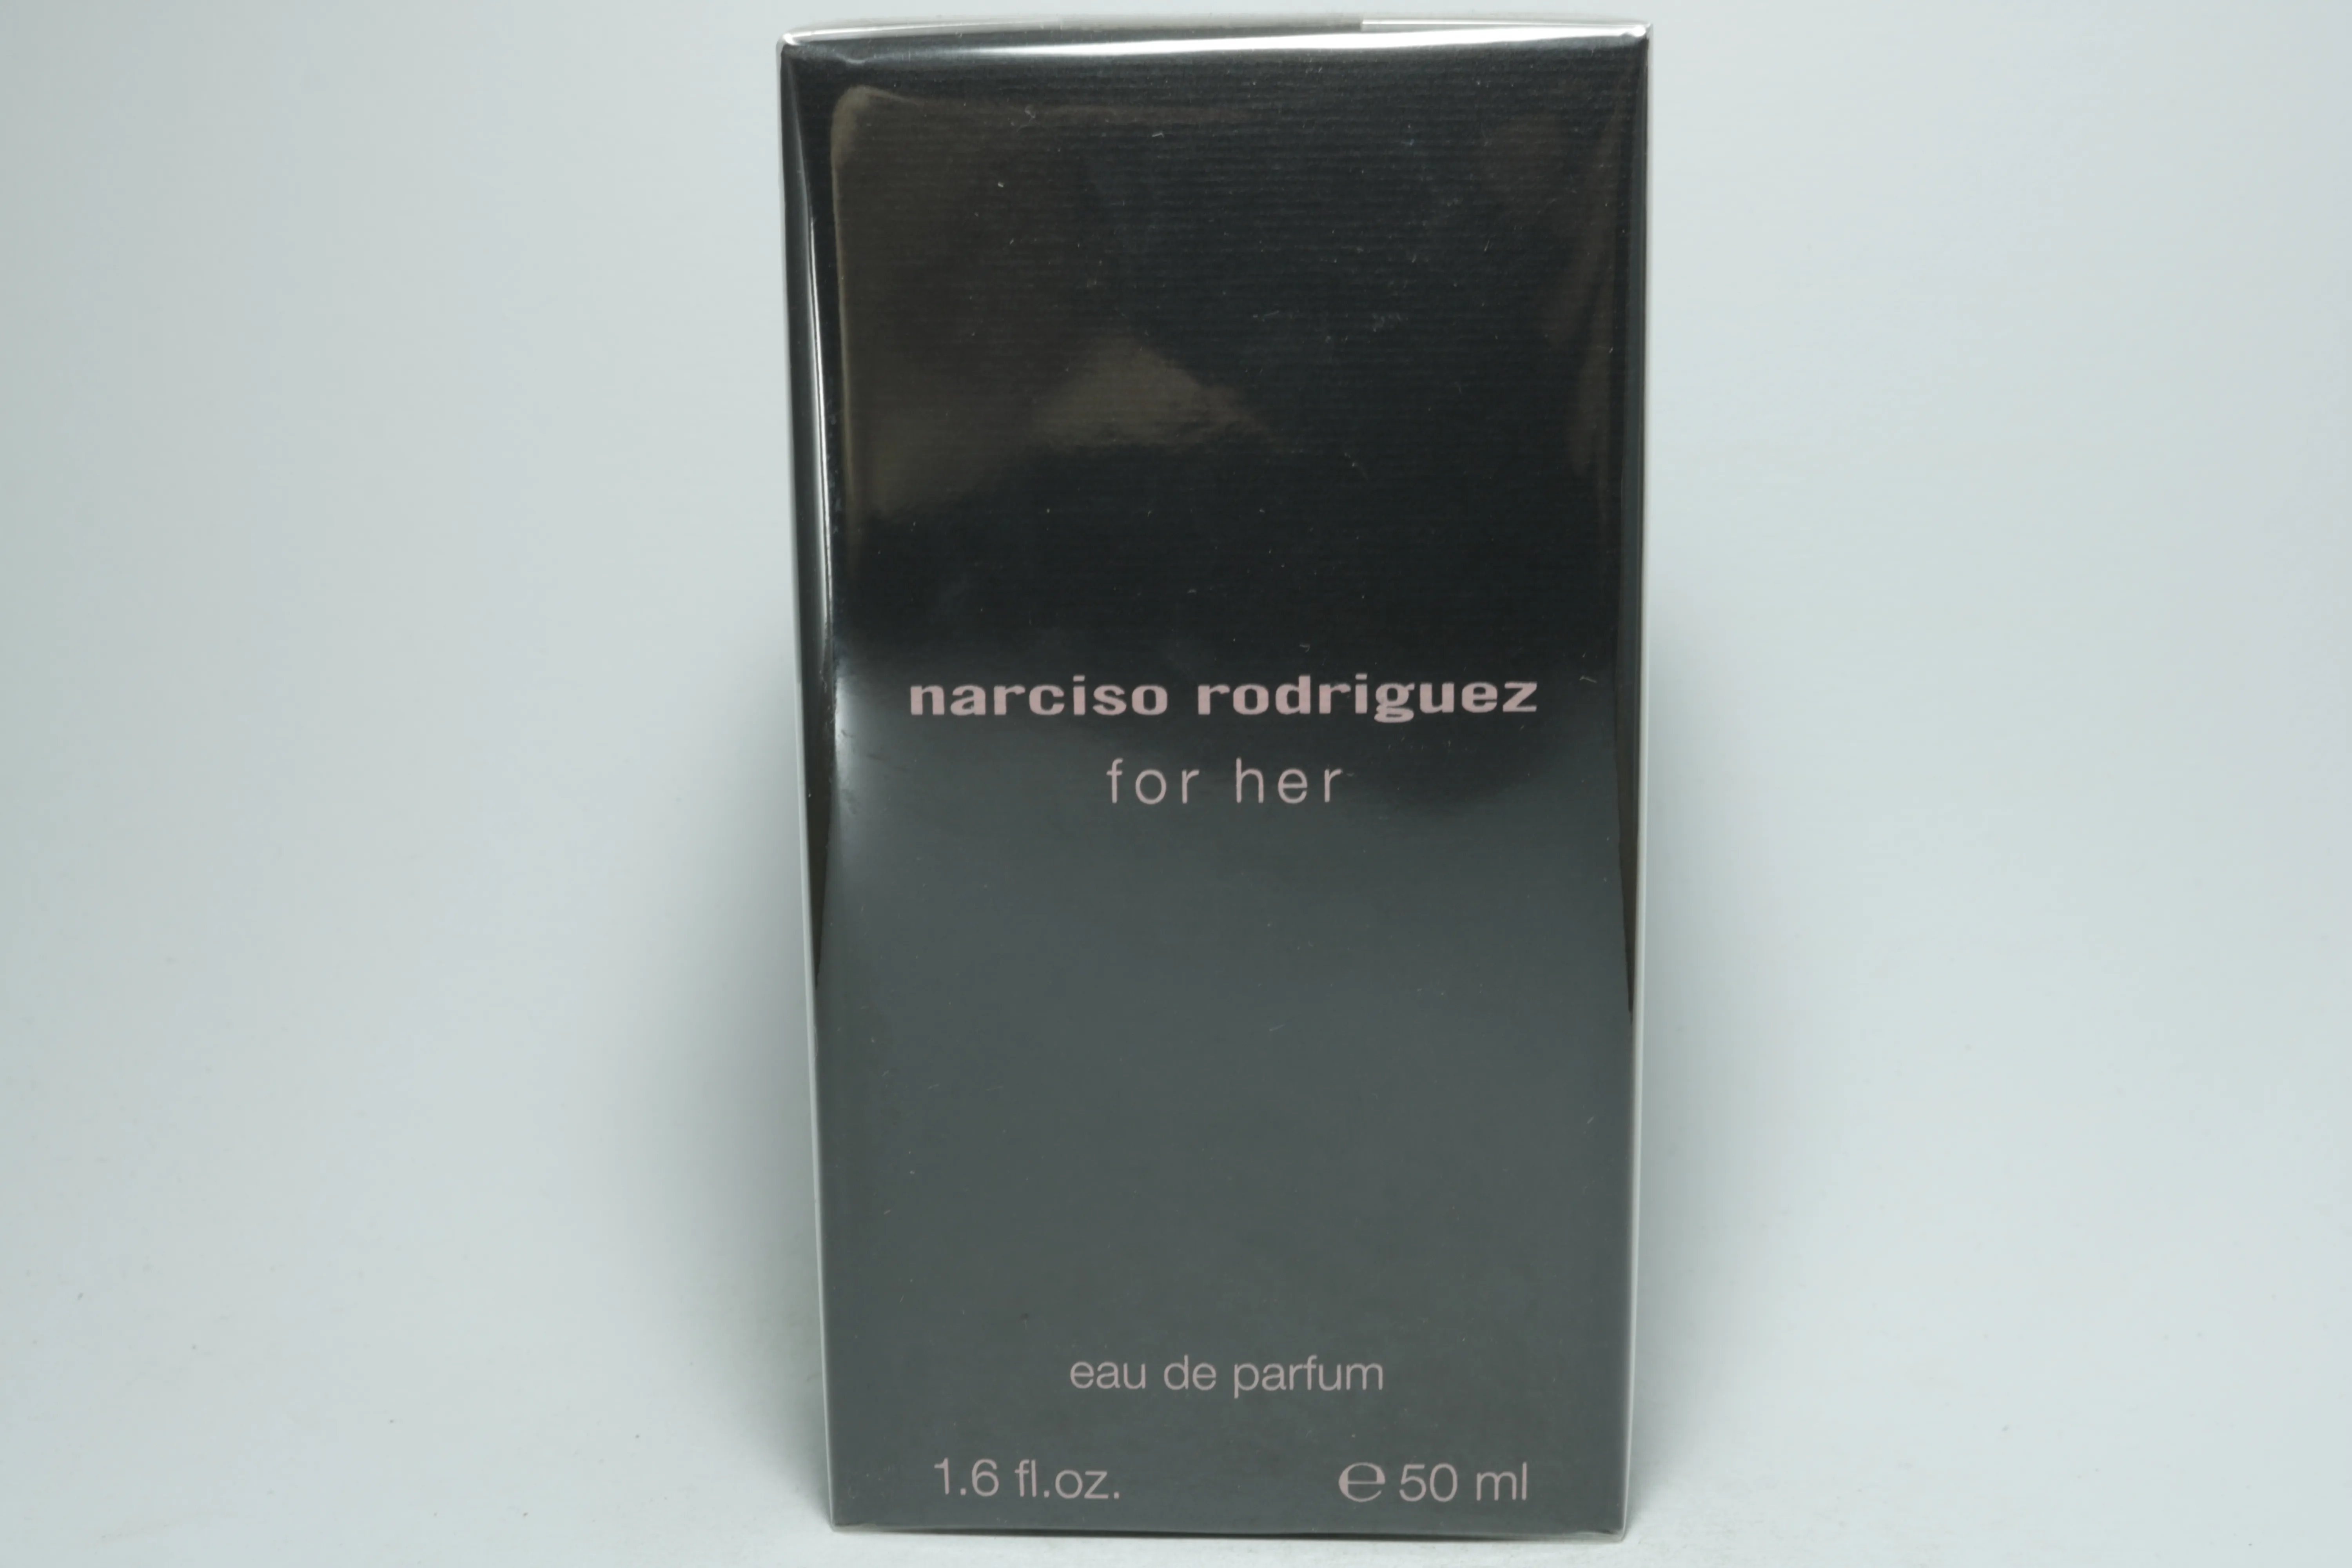 narciso rodriguez
for her
eau de parfum
1.6 fl.oz. ℮ 50 ml